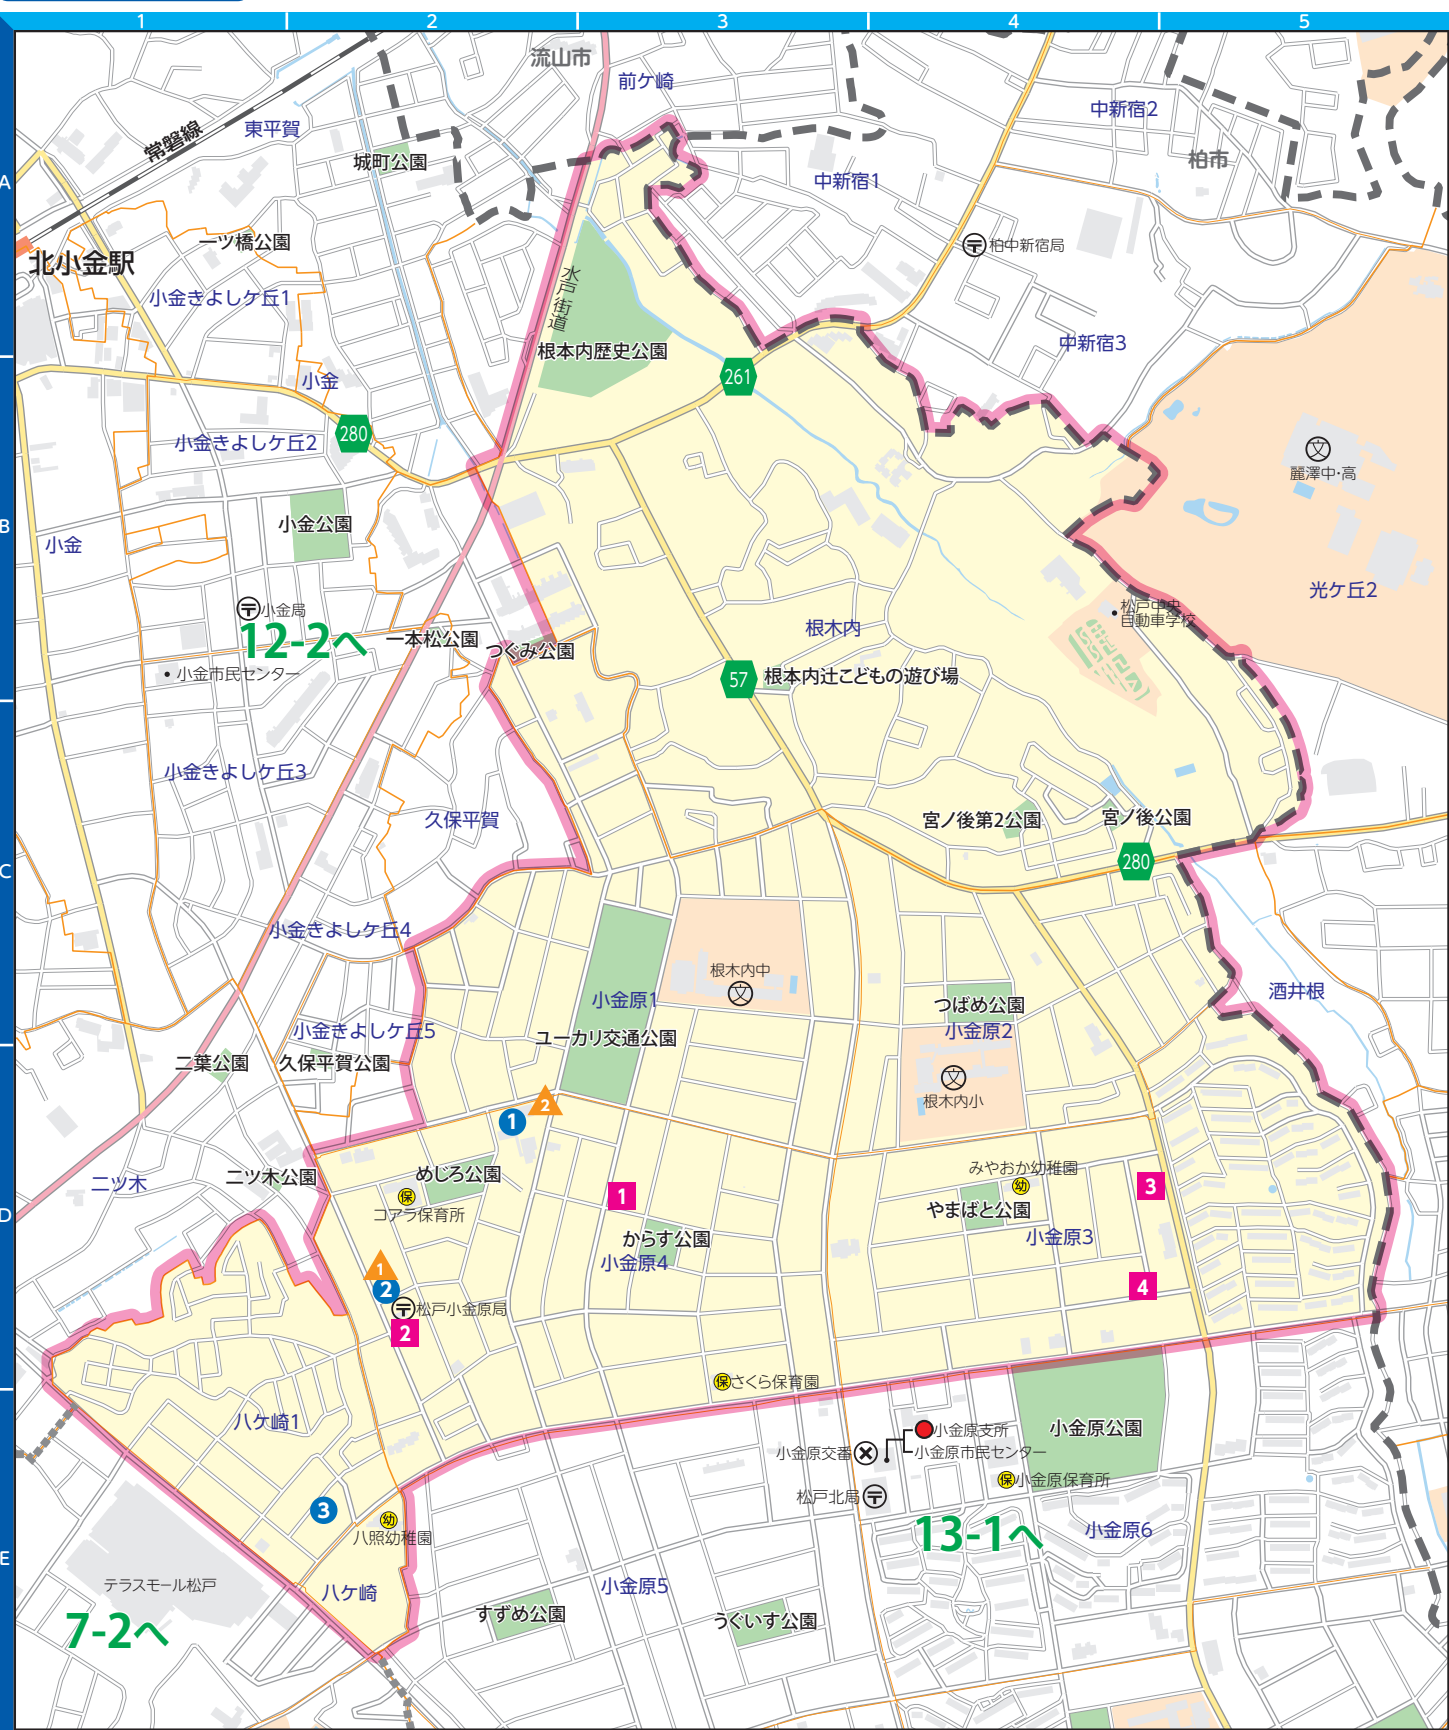 1
2
3
4
5
A
B
C
D
E
流山市
前ケ崎
常磐線
東平賀
城町公園
中新宿2
柏市
中新宿1
一ツ橋公園
柏中新宿局
北小金駅
小金きよしケ丘1
水戸街道
根本内歴史公園
中新宿3
261
小金
280
小金きよしケ丘2
麗澤中・高
小金公園
小金
光ケ丘2
小金局
12-2へ
一本松公園
つぐみ公園
根木内
松戸中央
自動車学校
小金市民センター
57
根本内辻こどもの遊び場
小金きよしケ丘3
久保平賀
宮ノ後第2公園
宮ノ後公園
280
小金きよしケ丘4
根木内中
小金原1
つばめ公園
酒井根
小金きよしケ丘5
ユーカリ交通公園
小金原2
二葉公園
久保平賀公園
根木内小
1
2
めじろ公園
二ツ木公園
二ツ木
保
コアラ保育所
1
みやおか幼稚園
幼
3
やまばと公園
からす公園
小金原3
小金原4
1
2
松戸小金原局
2
4
保さくら保育園
八ケ崎1
小金原支所
小金原公園
小金原交番
小金原市民センター
保小金原保育所
松戸北局
3
幼
八照幼稚園
13-1へ
小金原6
テラスモール松戸
八ケ崎
小金原5
すずめ公園
うぐいす公園
7-2へ